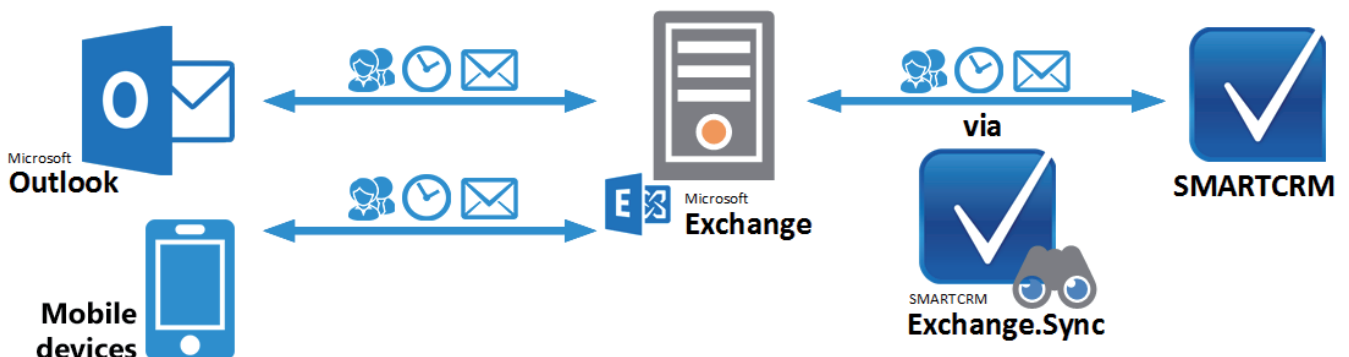 Microsoft
Outlook
Mobile
devices
Microsoft
Exchange
via
SMARTCRM
Exchange.Sync
SMARTCRM